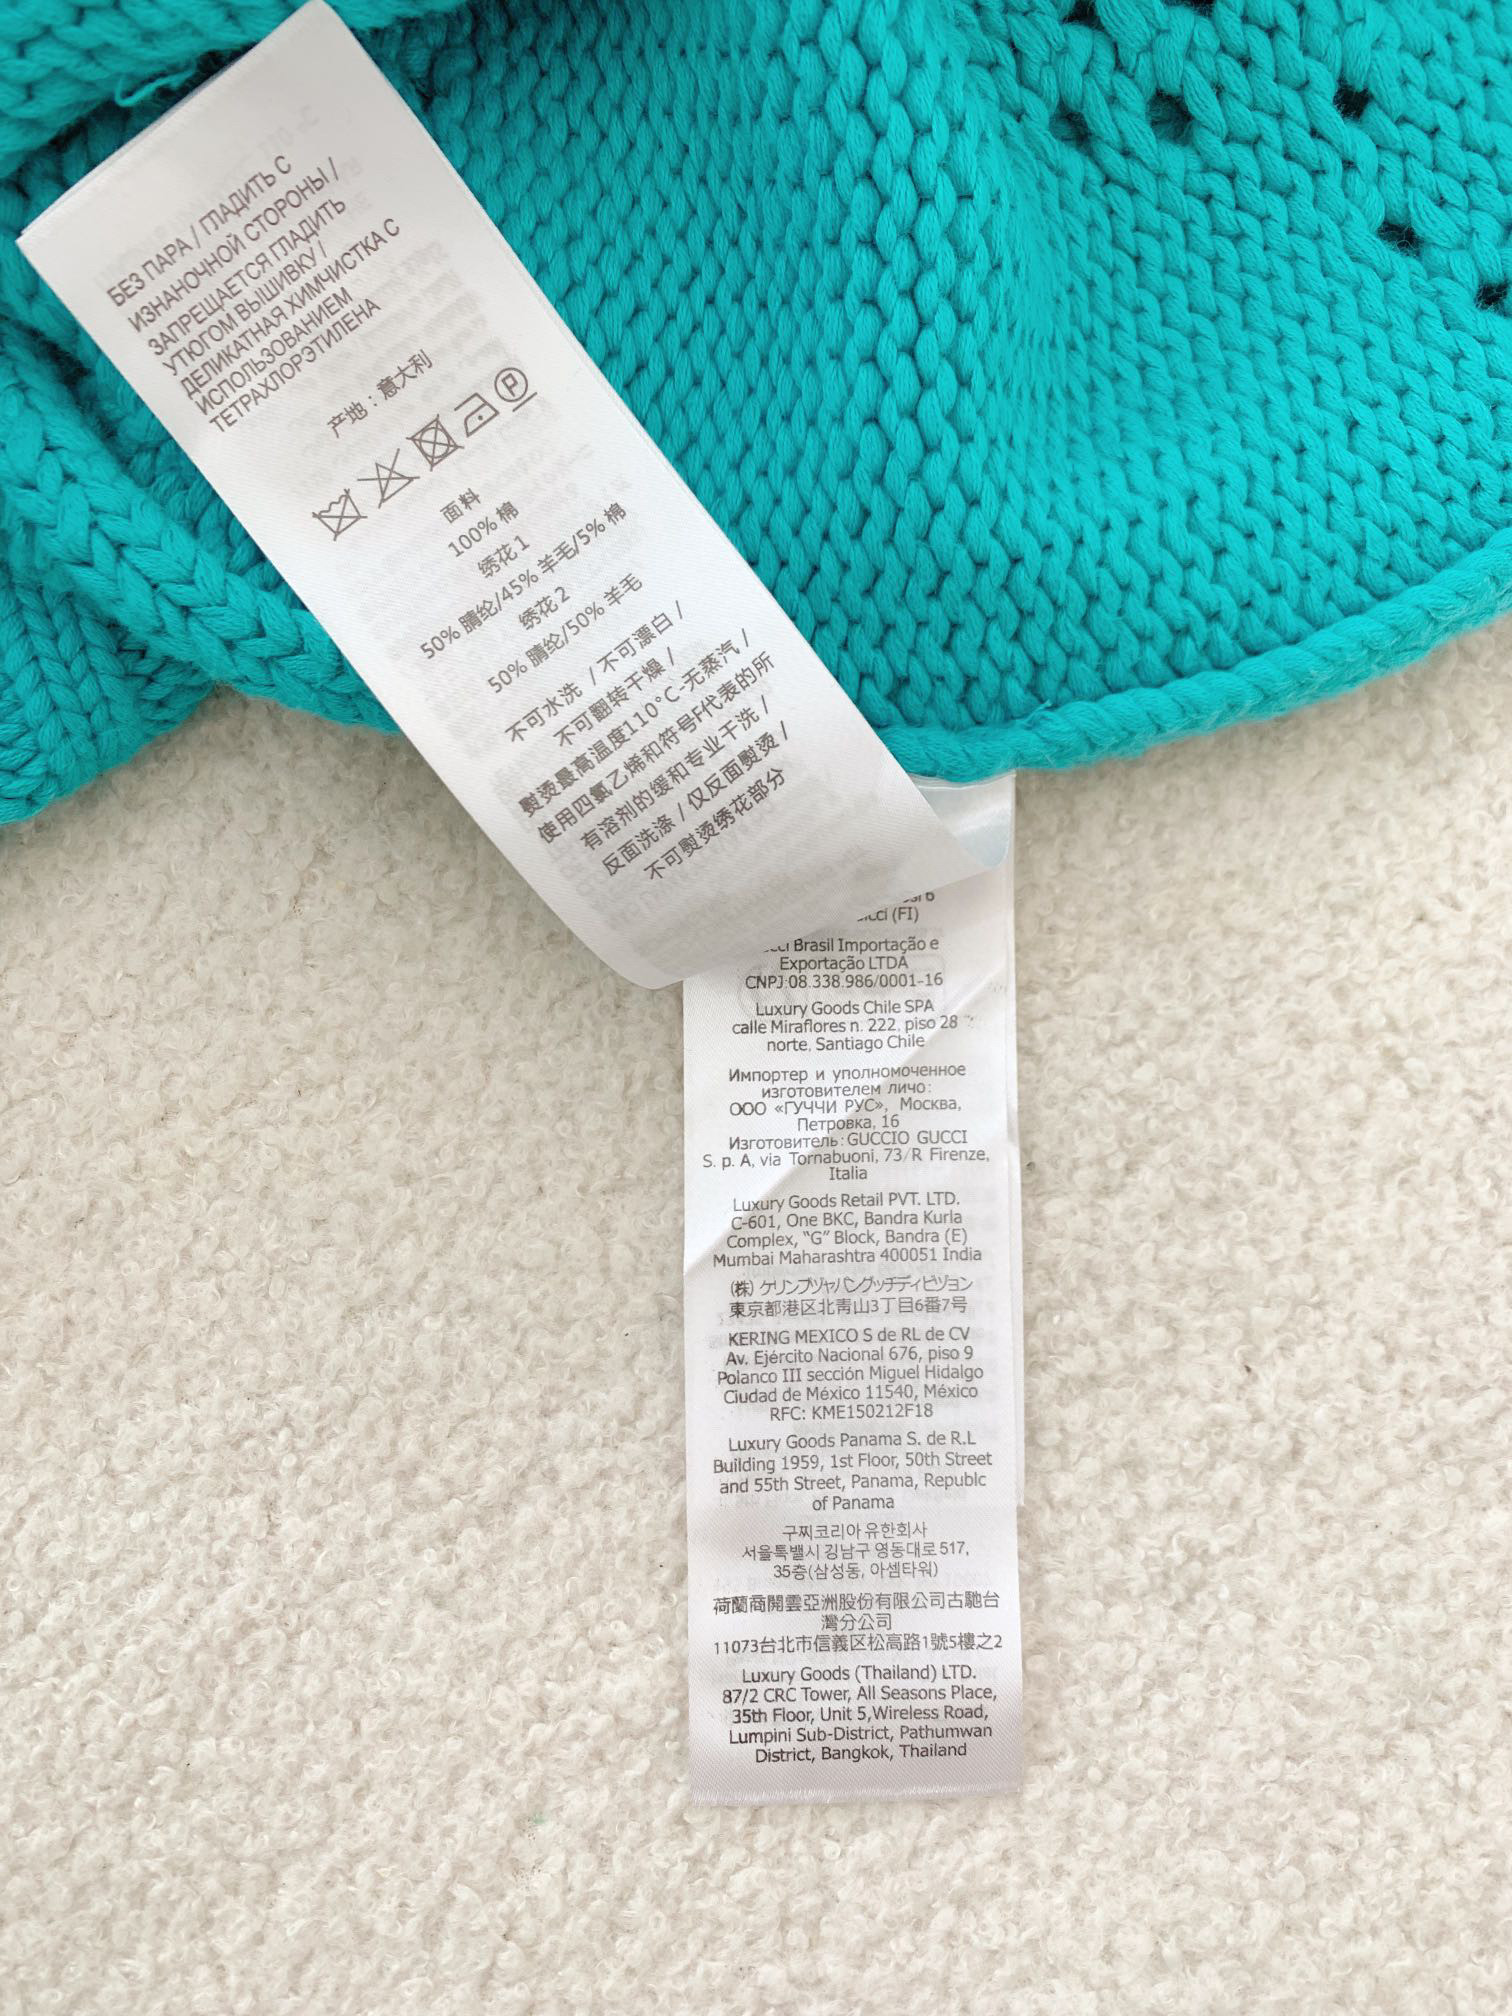 БЕЗ ПАРА / ГЛАДИТЬ С
ИЗНАНОЧНОЙ СТОРОНЫ /
ЗАПРЕЩАЕТСЯ ГЛАДИТЬ
УТЮГОМ ВЫШИВКУ /
ДЕЛИКАТНАЯ ХИМЧИСТКА С
ИСПОЛЬЗОВАНИЕМ
ТЕТРАХЛОРЭТИЛЕНА
产地：意大利
P
面料
100% 棉
绣花 1
50% 腈纶/45% 羊毛/5% 棉
绣花 2
50% 腈纶/50% 羊毛
不可水洗 / 不可漂白 /
不可翻转干燥 /
熨烫最高温度110°C-无蒸汽 /
使用四氯乙烯和符号F代表的所
有溶剂的缓和专业干洗 /
反面洗涤 / 仅反面熨烫 /
不可熨烫绣花部分
(FI)
Brasil Importação e
Exportação LTDA
CNPJ:08.338.986/0001-16
Luxury Goods Chile SPA
calle Miraflores n. 222, piso 28
norte, Santiago Chile
Импортер и уполномоченное
изготовителем личо:
ООО «ГУЧЧИ РУС», Москва,
Петровка, 16
Изготовитель: GUCCIO GUCCI
S. p. A, via Tornabuoni, 73/R Firenze,
Italia
Luxury Goods Retail PVT. LTD.
C-601, One BKC, Bandra Kurla
Complex, “G” Block, Bandra (E)
Mumbai Maharashtra 400051 India
(株) ケリンブジャパングッチディビジョン
東京都港区北青山3丁目6番7号
KERING MEXICO S de RL de CV
Av. Ejército Nacional 676, piso 9
Polanco III sección Miguel Hidalgo
Ciudad de México 11540, México
RFC: KME150212F18
Luxury Goods Panama S. de R.L
Building 1959, 1st Floor, 50th Street
and 55th Street, Panama, Republc
of Panama
구찌코리아 유한회사
서울특별시 강남구 영동대로 517,
35층(삼성동, 아셈타워)
荷蘭商開雲亞洲股份有限公司古馳台
灣分公司
11073台北市信義区松高路1號5樓之2
Luxury Goods (Thailand) LTD.
87/2 CRC Tower, All Seasons Place,
35th Floor, Unit 5,Wireless Road,
Lumpini Sub-District, Pathumwan
District, Bangkok, Thailand